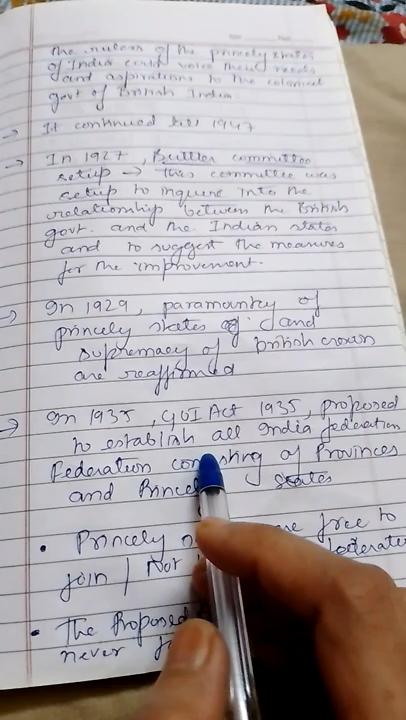 the rulers of the princely states
of India could voice their needs
and aspirations to the colonial
govt of British India
→ It continued till 1947
→ In 1927, Buttler committee
setup → This committee was
setup to inquire into the
relationship between the British
govt. and the Indian states
and to suggest the measures
for the improvement.
→ In 1929, paramountcy of
princely states and
supremacy of British crown
are reaffirmed
→ In 1935, GOI Act 1935, proposed
to establish all India federation
Federation consisting of Provinces
and states
• Princely free to
join / Not
• The Proposed
never